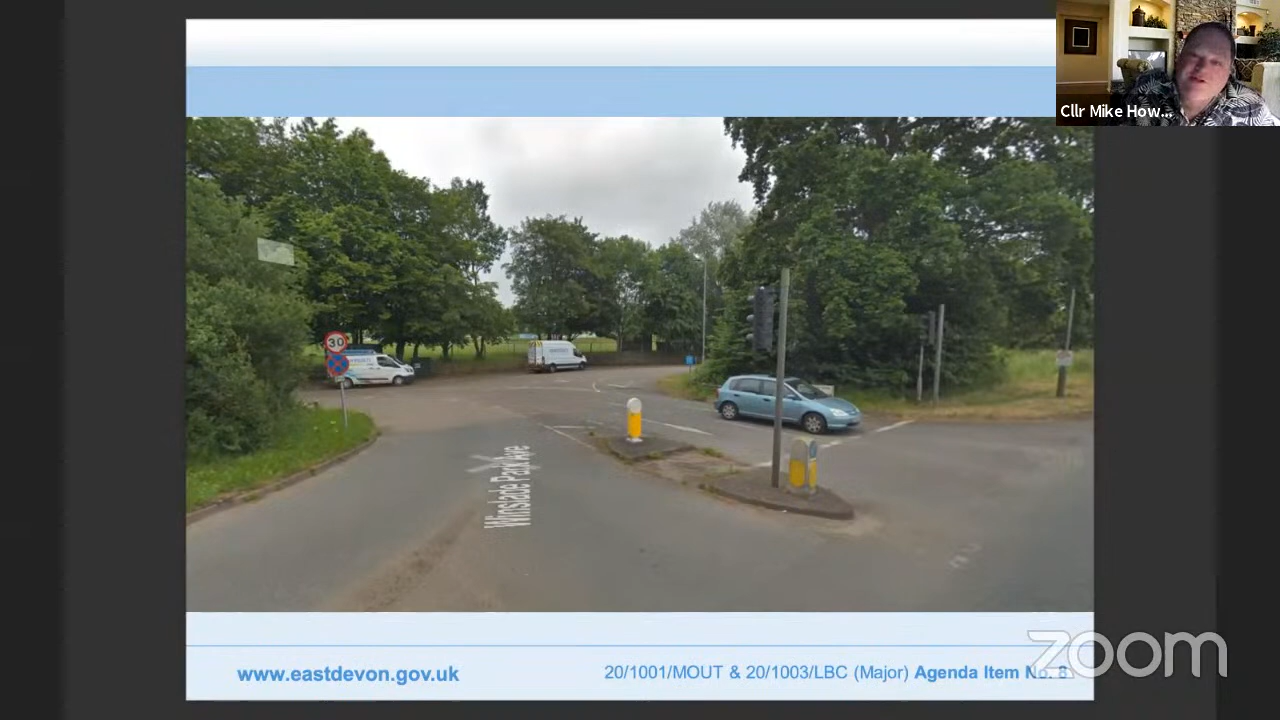 Cllr Mike How...
30
Winslade Park Ave
www.eastdevon.gov.uk
20/1001/MOUT & 20/1003/LBC (Major) Agenda Item No. 8
zoom